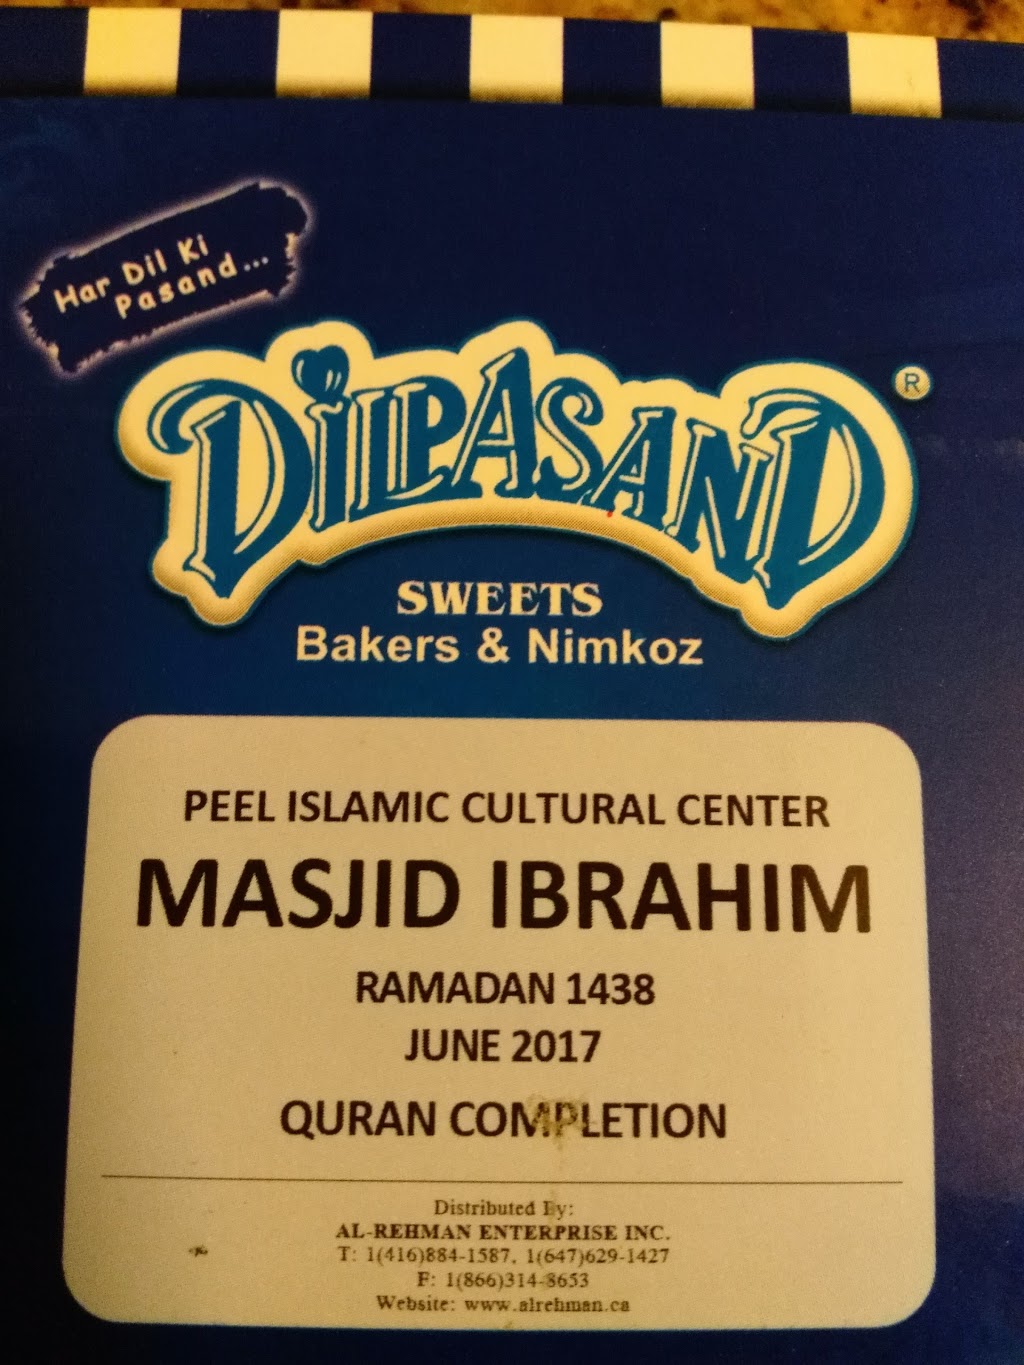 Har Dil Ki
Pasand...
DilPASAND ®
SWEETS
Bakers & Nimkoz
PEEL ISLAMIC CULTURAL CENTER
MASJID IBRAHIM
RAMADAN 1438
JUNE 2017
QURAN COMPLETION
Distributed By:
AL-REHMAN ENTERPRISE INC.
T: 1(416)884-1587, 1(647)629-1427
F: 1(866)314-8653
Website: www.alrehman.ca